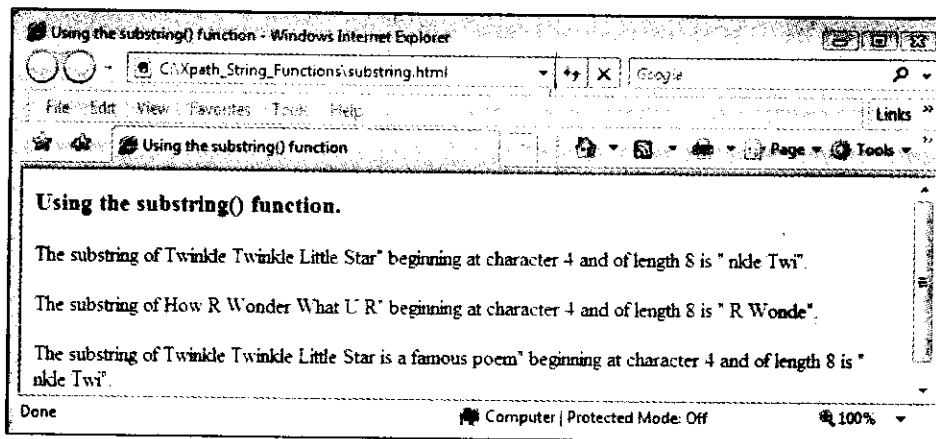 Using the substring() function - Windows Internet Explorer
C:\Xpath_String_Functions\substring.html
Google
File Edit View Favorites Tools Help
Links »
Using the substring() function
Page Tools »
Using the substring() function.
The substring of Twinkle Twinkle Little Star" beginning at character 4 and of length 8 is " nkle Twi".
The substring of How R Wonder What U R" beginning at character 4 and of length 8 is " R Wonde".
The substring of Twinkle Twinkle Little Star is a famous poem" beginning at character 4 and of length 8 is "
nkle Twi".
Done
Computer | Protected Mode: Off
100%